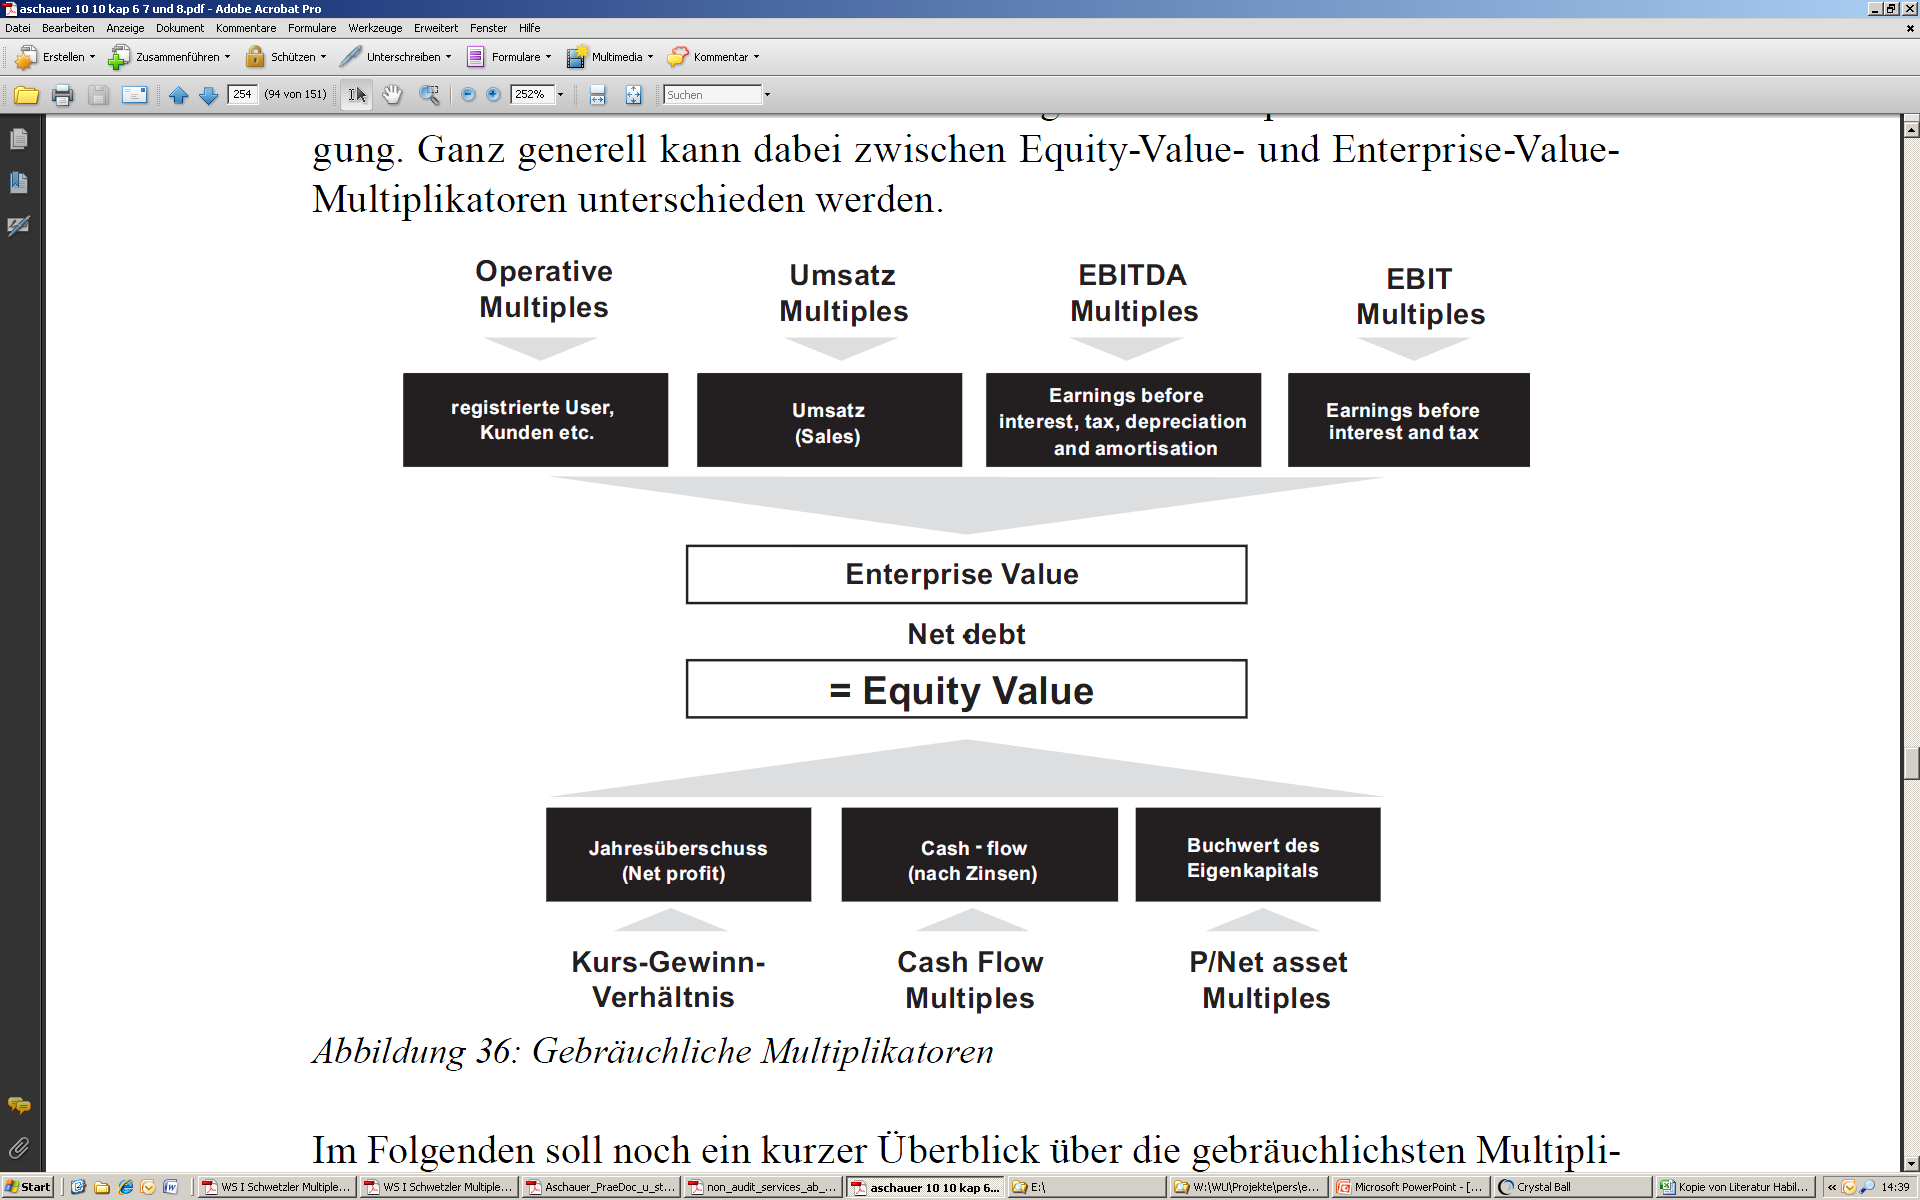 aschauer 10 10 kap 6 7 und 8.pdf - Adobe Acrobat Pro
Datei Bearbeiten Anzeige Dokument Kommentare Formulare Werkzeuge Erweitert Fenster Hilfe
Erstellen Zusammenführen Schützen Unterschreiben Formulare Multimedia Kommentar
254 (94 von 151) 252% Suchen
gung. Ganz generell kann dabei zwischen Equity-Value- und Enterprise-Value-
Multiplikatoren unterschieden werden.
Operative
Multiples
Umsatz
Multiples
EBITDA
Multiples
EBIT
Multiples
registrierte User,
Kunden etc.
Umsatz
(Sales)
Earnings before
interest, tax, depreciation
and amortisation
Earnings before
interest and tax
Enterprise Value
Net debt
= Equity Value
Jahresüberschuss
(Net profit)
Cash - flow
(nach Zinsen)
Buchwert des
Eigenkapitals
Kurs-Gewinn-
Verhältnis
Cash Flow
Multiples
P/Net asset
Multiples
Abbildung 36: Gebräuchliche Multiplikatoren
Im Folgenden soll noch ein kurzer Überblick über die gebräuchlichsten Multipli-
Start WS I Schwetzler Multiple... WS I Schwetzler Multiple... Aschauer_PraeDoc_u_st... non_audit_services_ab_... aschauer 10 10 kap 6... E:\ W:\WU\Projekte\pers\e... Microsoft PowerPoint - [... Crystal Ball Kopie von Literatur Habil... « 14:39